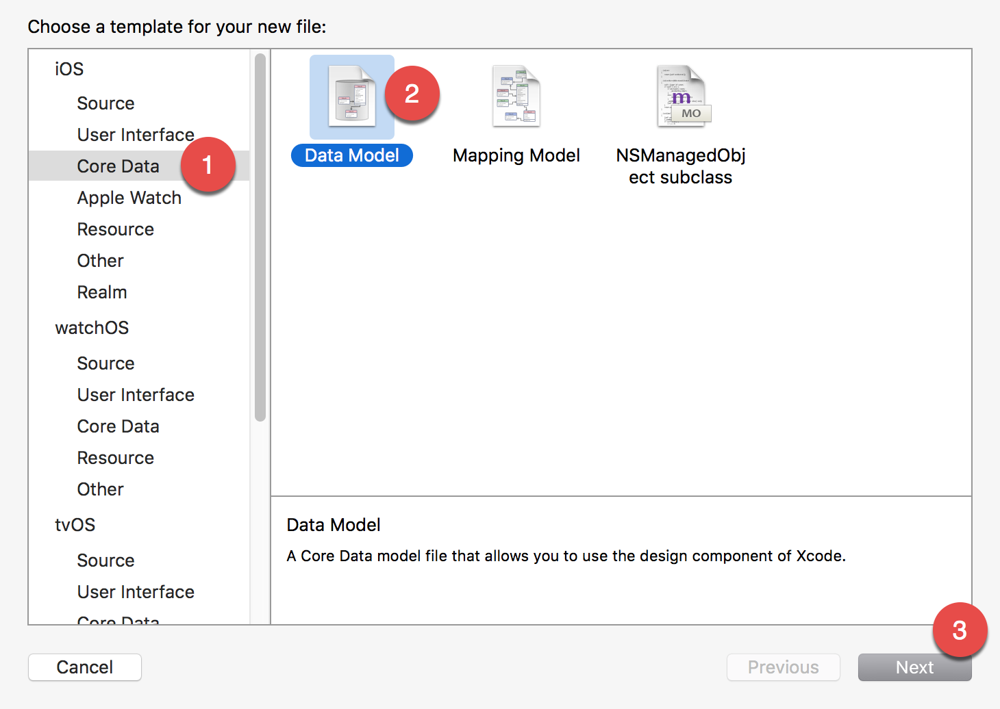 Choose a template for your new file:
iOS
Source
User Interface
Core Data
1
Apple Watch
Resource
Other
Realm
watchOS
Source
User Interface
Core Data
Resource
Other
tvOS
Source
User Interface
Core Data
2
Data Model
Mapping Model
m
MO
NSManagedObj
ect subclass
Data Model
A Core Data model file that allows you to use the design component of Xcode.
3
Cancel
Previous
Next